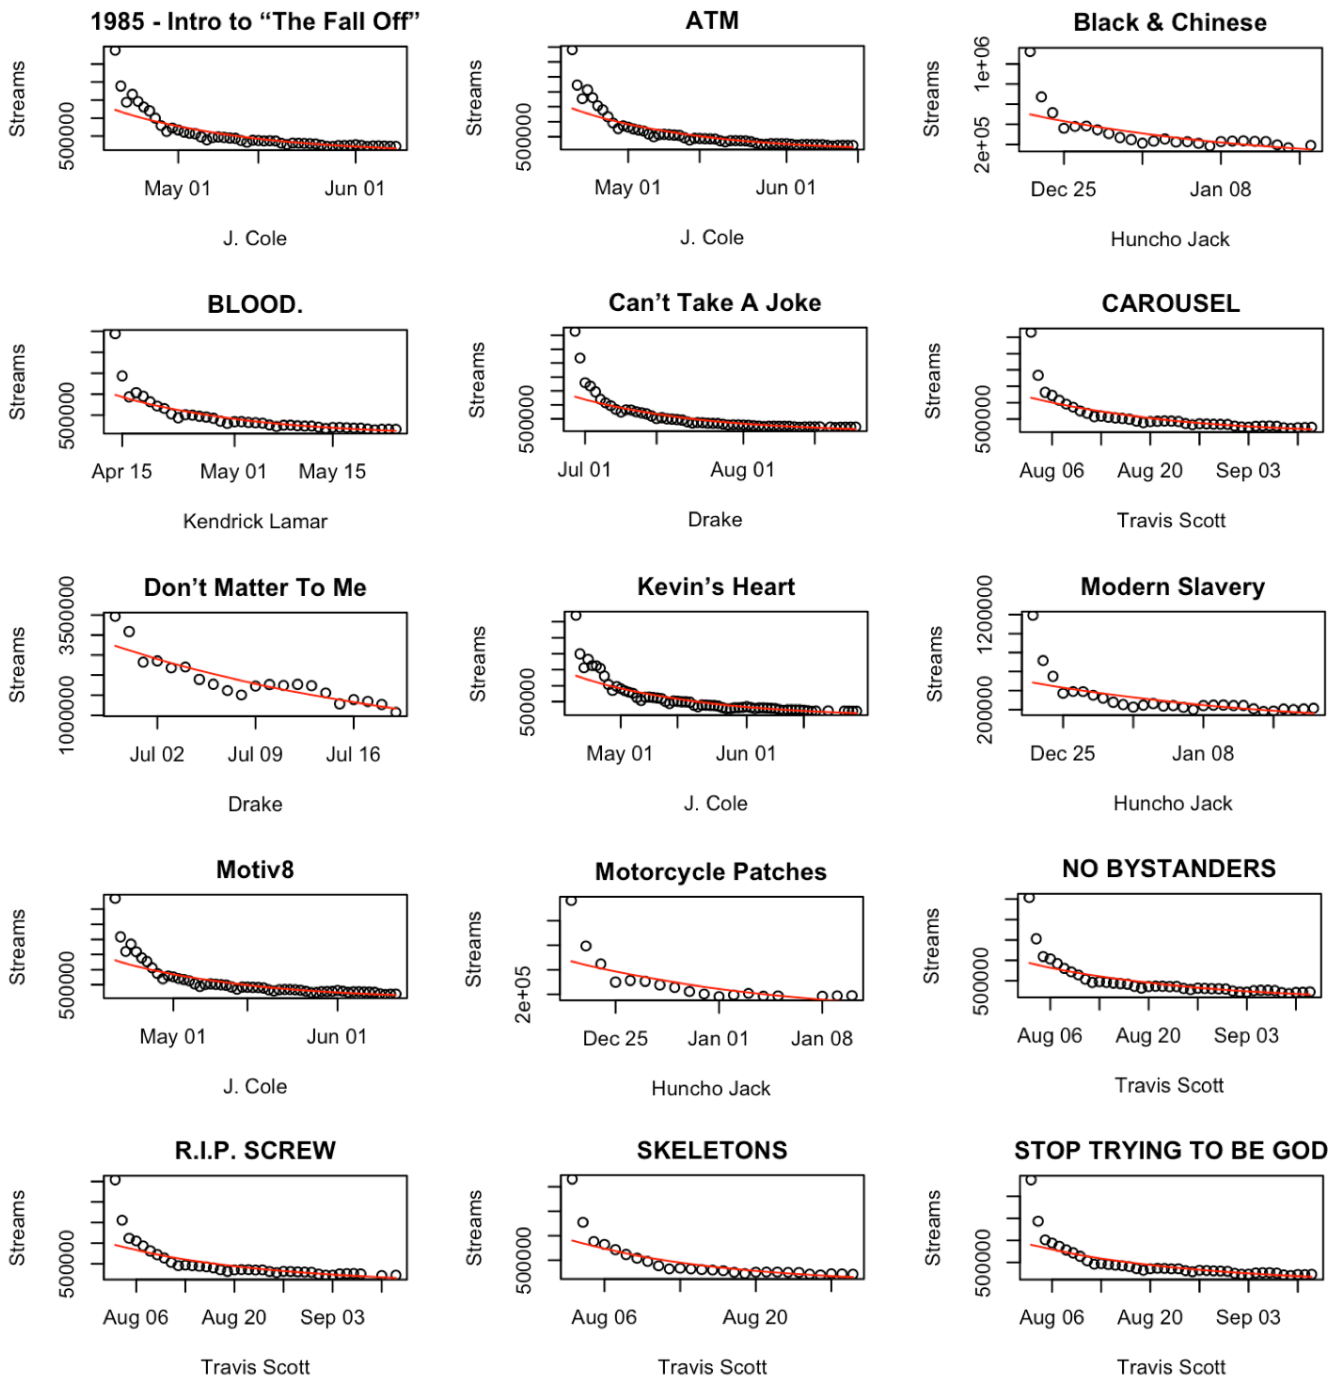 1985 - Intro to “The Fall Off”
Streams
500000
May 01
Jun 01
J. Cole
ATM
Streams
500000
May 01
Jun 01
J. Cole
Black & Chinese
Streams
1e+06
2e+05
Dec 25
Jan 08
Huncho Jack
BLOOD.
Streams
500000
Apr 15
May 01
May 15
Kendrick Lamar
Can’t Take A Joke
Streams
500000
Jul 01
Aug 01
Drake
CAROUSEL
Streams
500000
Aug 06
Aug 20
Sep 03
Travis Scott
Don’t Matter To Me
Streams
3500000
1000000
Jul 02
Jul 09
Jul 16
Drake
Kevin’s Heart
Streams
500000
May 01
Jun 01
J. Cole
Modern Slavery
Streams
1200000
200000
Dec 25
Jan 08
Huncho Jack
Motiv8
Streams
500000
May 01
Jun 01
J. Cole
Motorcycle Patches
Streams
2e+05
Dec 25
Jan 01
Jan 08
Huncho Jack
NO BYSTANDERS
Streams
500000
Aug 06
Aug 20
Sep 03
Travis Scott
R.I.P. SCREW
Streams
500000
Aug 06
Aug 20
Sep 03
Travis Scott
SKELETONS
Streams
500000
Aug 06
Aug 20
Travis Scott
STOP TRYING TO BE GOD
Streams
500000
Aug 06
Aug 20
Sep 03
Travis Scott